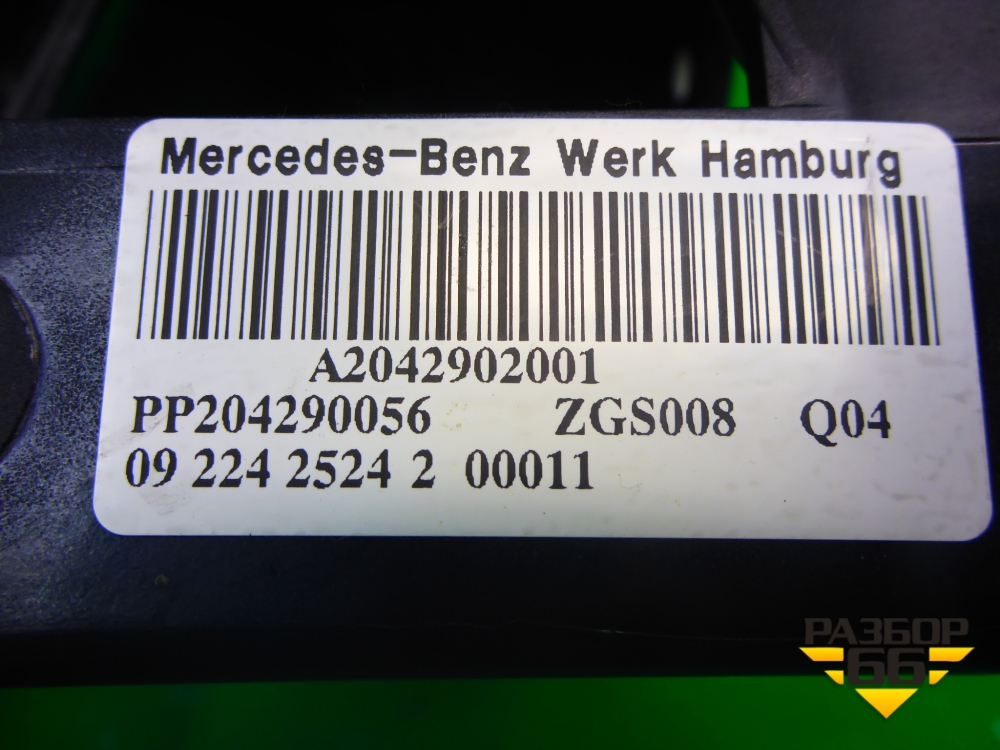 Mercedes-Benz Werk Hamburg
A2042902001
PP204290056 ZGS008 Q04
09 224 2524 2 00011
РАЗБОР
66